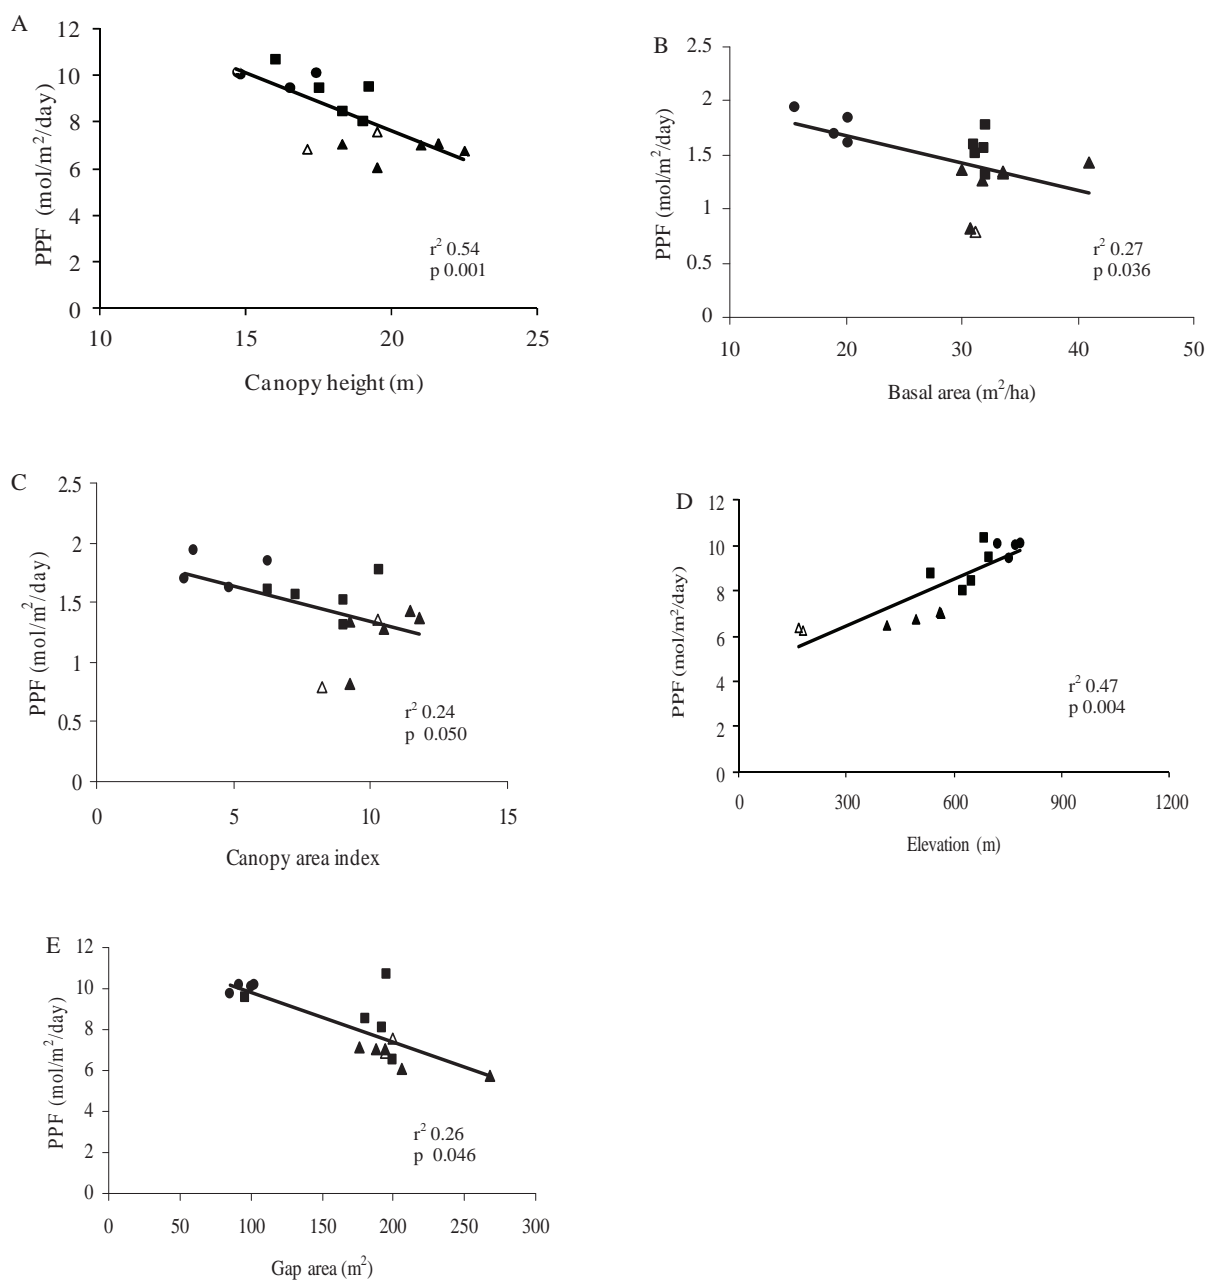 A
12
10
8
6
4
2
0
PPF (mol/m²/day)
r² 0.54
p 0.001
10 15 20 25
Canopy height (m)
B
2.5
2
1.5
1
0.5
0
PPF (mol/m²/day)
r² 0.27
p 0.036
10 20 30 40 50
Basal area (m²/ha)
C
2.5
2
1.5
1
0.5
0
PPF (mol/m²/day)
r² 0.24
p 0.050
0 5 10 15
Canopy area index
D
12
10
8
6
4
2
0
PPF (mol/m²/day)
r² 0.47
p 0.004
0 300 600 900 1200
Elevation (m)
E
12
10
8
6
4
2
0
PPF (mol/m²/day)
r² 0.26
p 0.046
0 50 100 150 200 250 300
Gap area (m²)